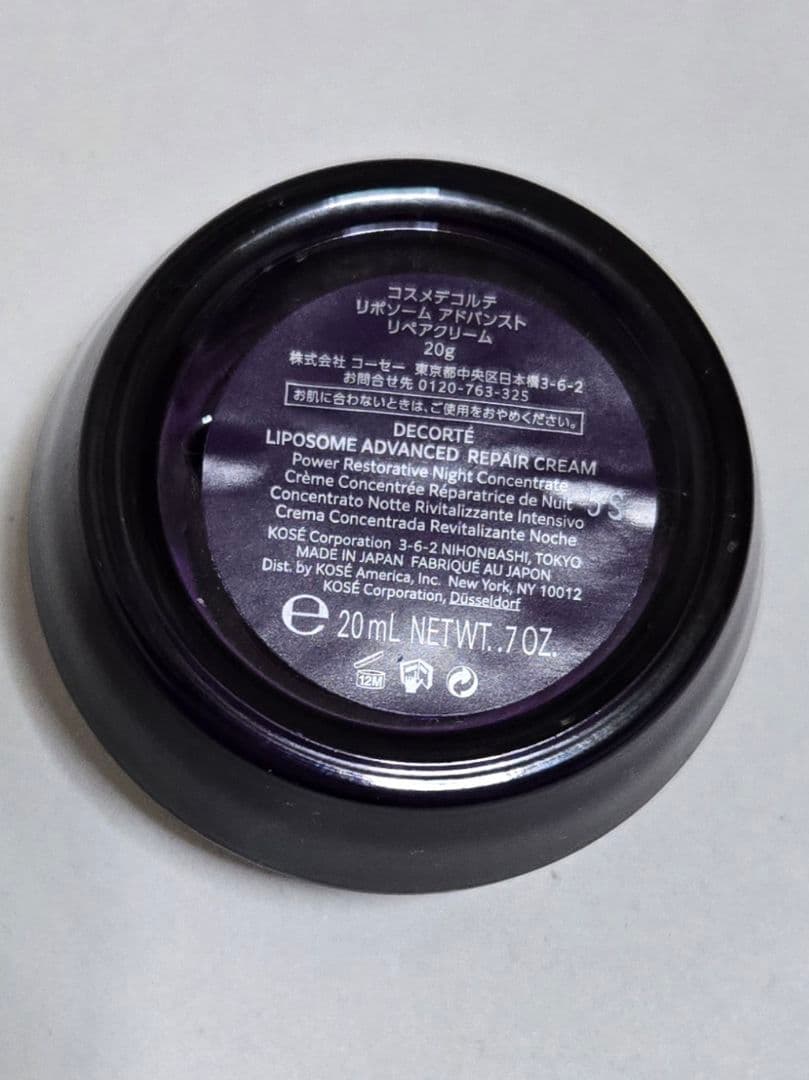 コスメデコルテ
リポソーム アドバンスト
リペアクリーム
20g
株式会社 コーセー 東京都中央区日本橋3-6-2
お問合せ先 0120-763-325
お肌に合わないときは、ご使用をおやめください。
DECORTÉ
LIPOSOME ADVANCED REPAIR CREAM
Power Restorative Night Concentrate
Crème Concentrée Réparatrice de Nuit
Concentrato Notte Rivitalizzante Intensivo
Crema Concentrada Revitalizante Noche
KOSÉ Corporation 3-6-2 NIHONBASHI, TOKYO
MADE IN JAPAN FABRIQUÉ AU JAPON
Dist. by KOSÉ America, Inc. New York, NY 10012
KOSÉ Corporation, Düsseldorf
e 20mL NETWT. .7 OZ.
12M